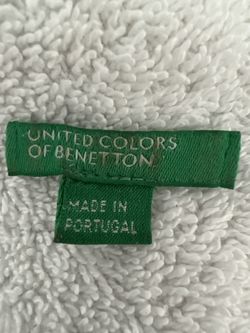 UNITED COLORS
OF BENETTON
MADE IN
PORTUGAL